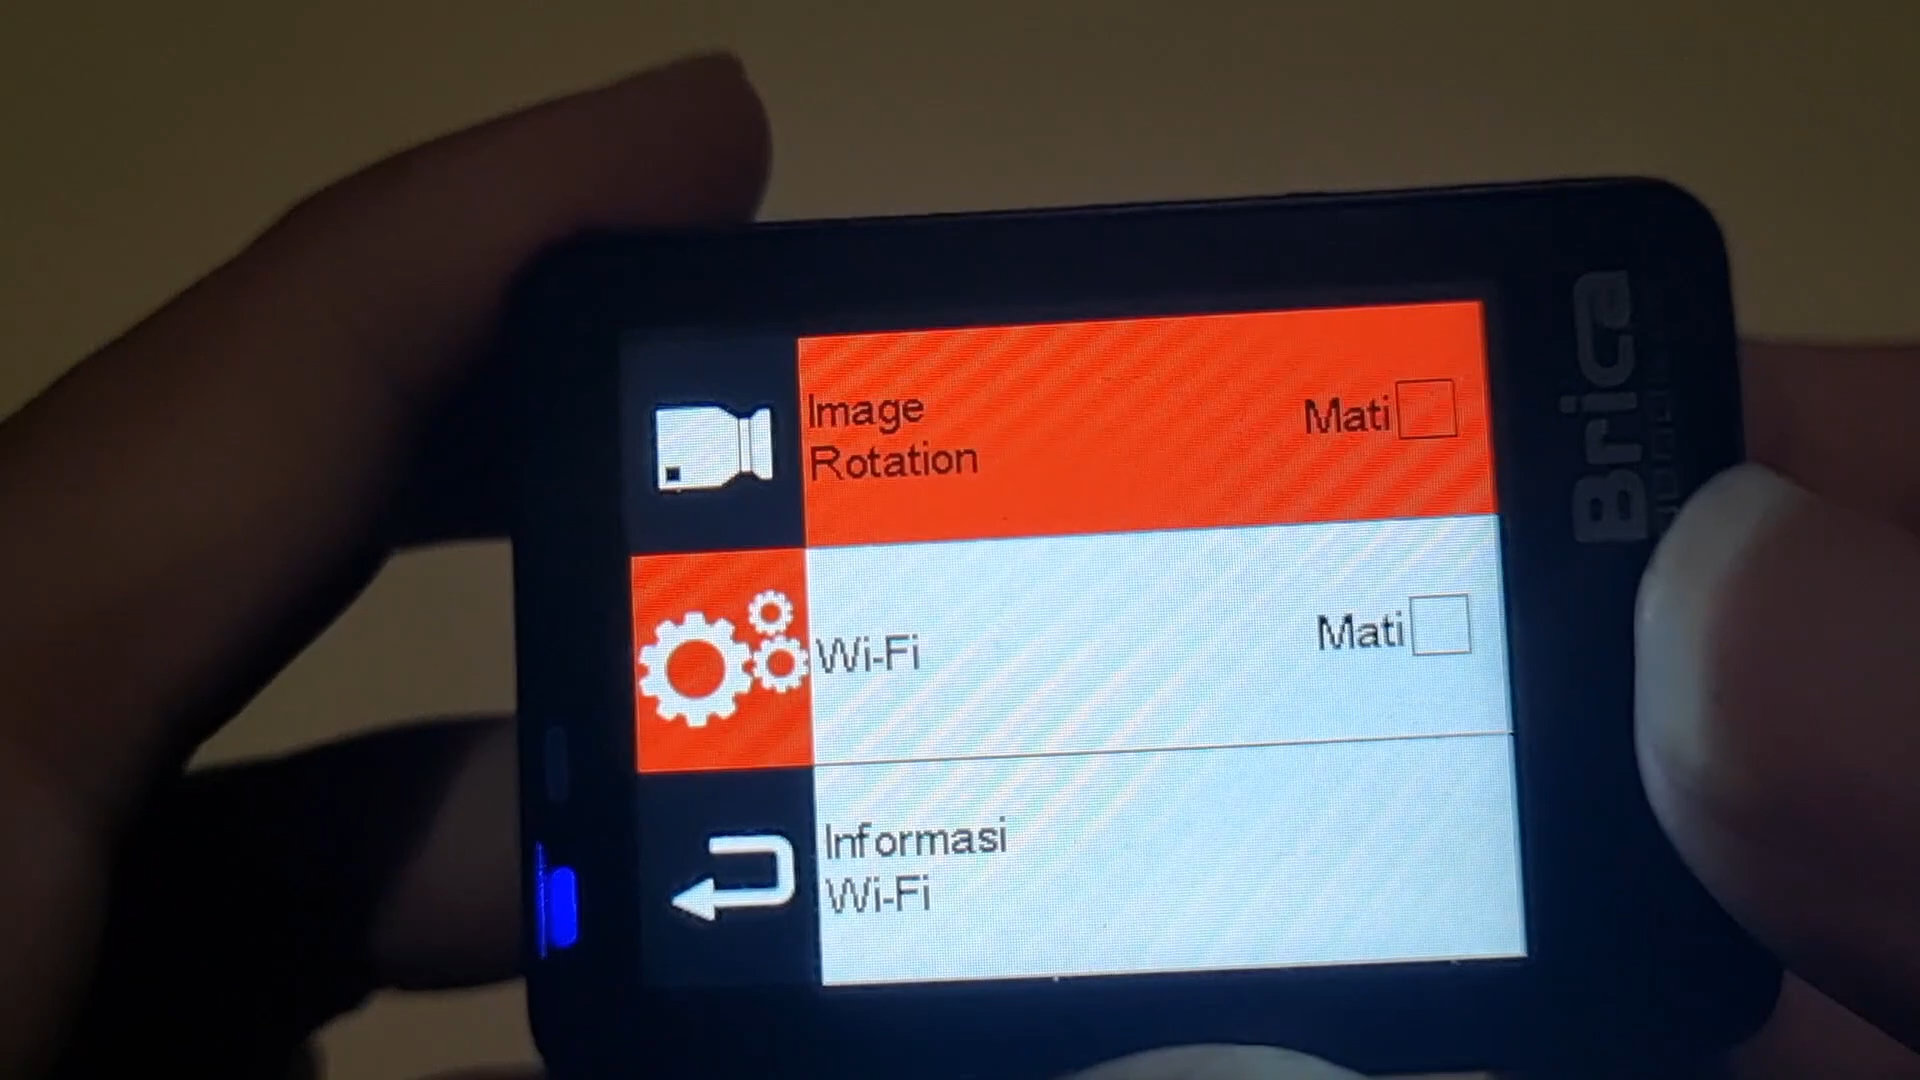 Image
Rotation
Mati
Wi-Fi
Mati
Informasi
Wi-Fi
Brica